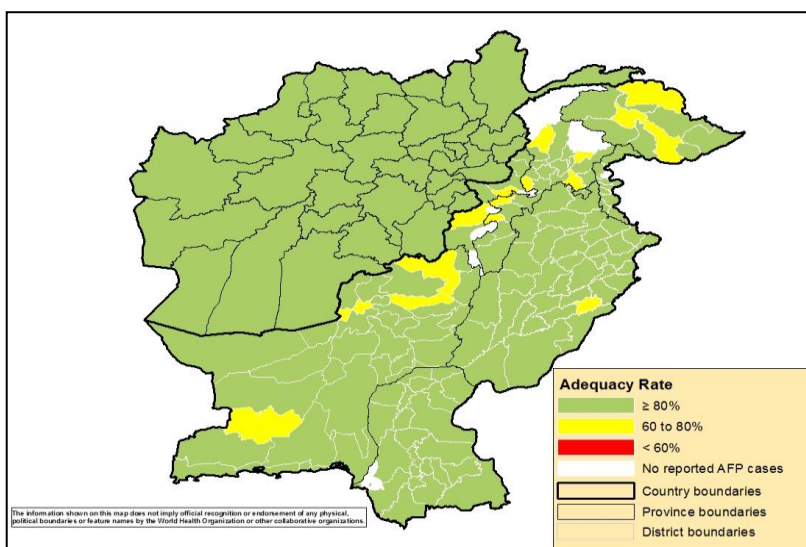 Adequacy Rate
≥ 80%
60 to 80%
< 60%
No reported AFP cases
Country boundaries
Province boundaries
District boundaries
The information shown on this map does not imply official recognition or endorsement of any physical,
political boundaries or feature names by the World Health Organization or other collaborative organizations.